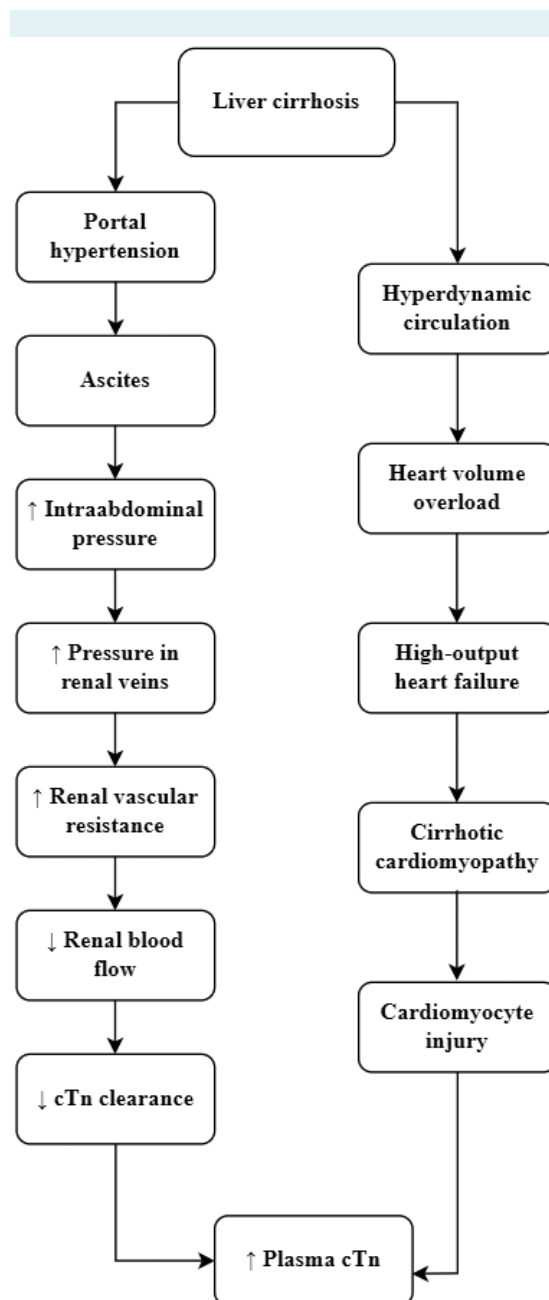 Liver cirrhosis
Portal
hypertension
Ascites
↑ Intraabdominal
pressure
↑ Pressure in
renal veins
↑ Renal vascular
resistance
↓ Renal blood
flow
↓ cTn clearance
Hyperdynamic
circulation
Heart volume
overload
High-output
heart failure
Cirrhotic
cardiomyopathy
Cardiomyocyte
injury
↑ Plasma cTn